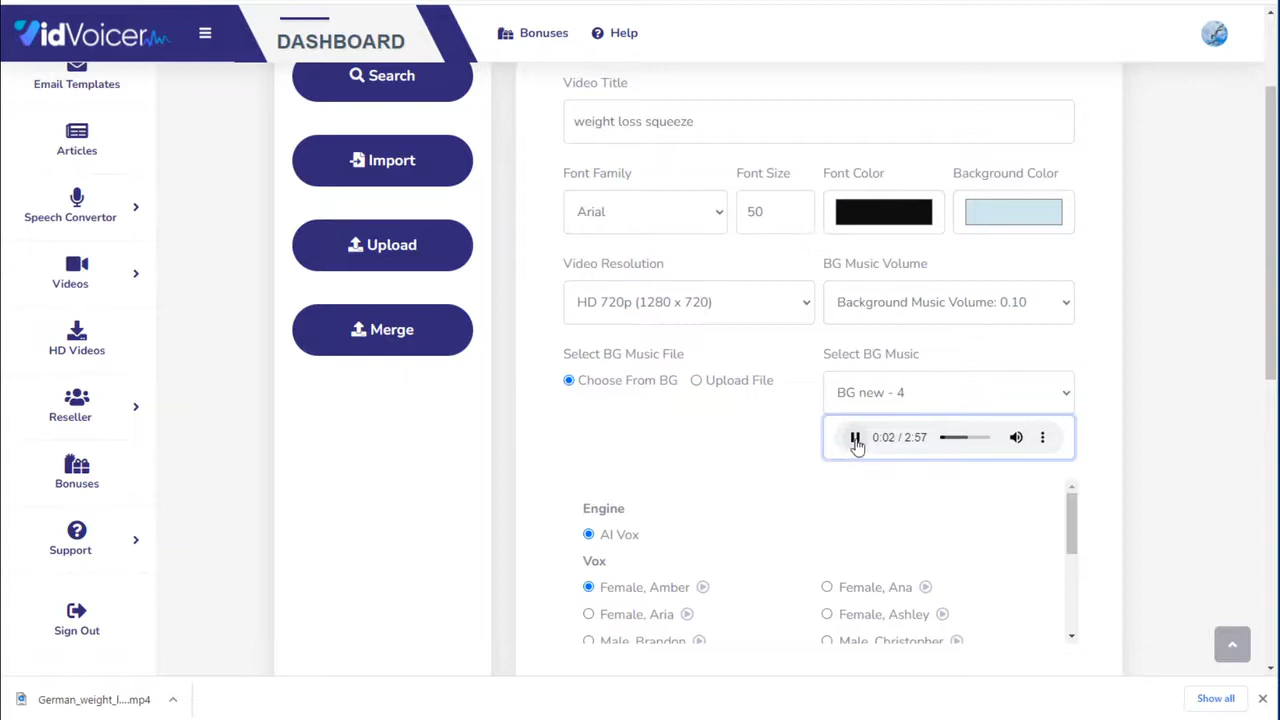 VidVoicer
DASHBOARD
Bonuses
Help
Email Templates
Articles
Speech Convertor
Videos
HD Videos
Reseller
Bonuses
Support
Sign Out
Search
Import
Upload
Merge
Video Title
weight loss squeeze
Font Family
Font Size
Font Color
Background Color
Arial
50
Video Resolution
BG Music Volume
HD 720p (1280 x 720)
Background Music Volume: 0.10
Select BG Music File
Select BG Music
Choose From BG
Upload File
BG new - 4
0:02 / 2:57
Engine
AI Vox
Vox
Female, Amber
Female, Ana
Female, Aria
Female, Ashley
Male, Brandon
Male, Christopher
German_weight_l....mp4
Show all